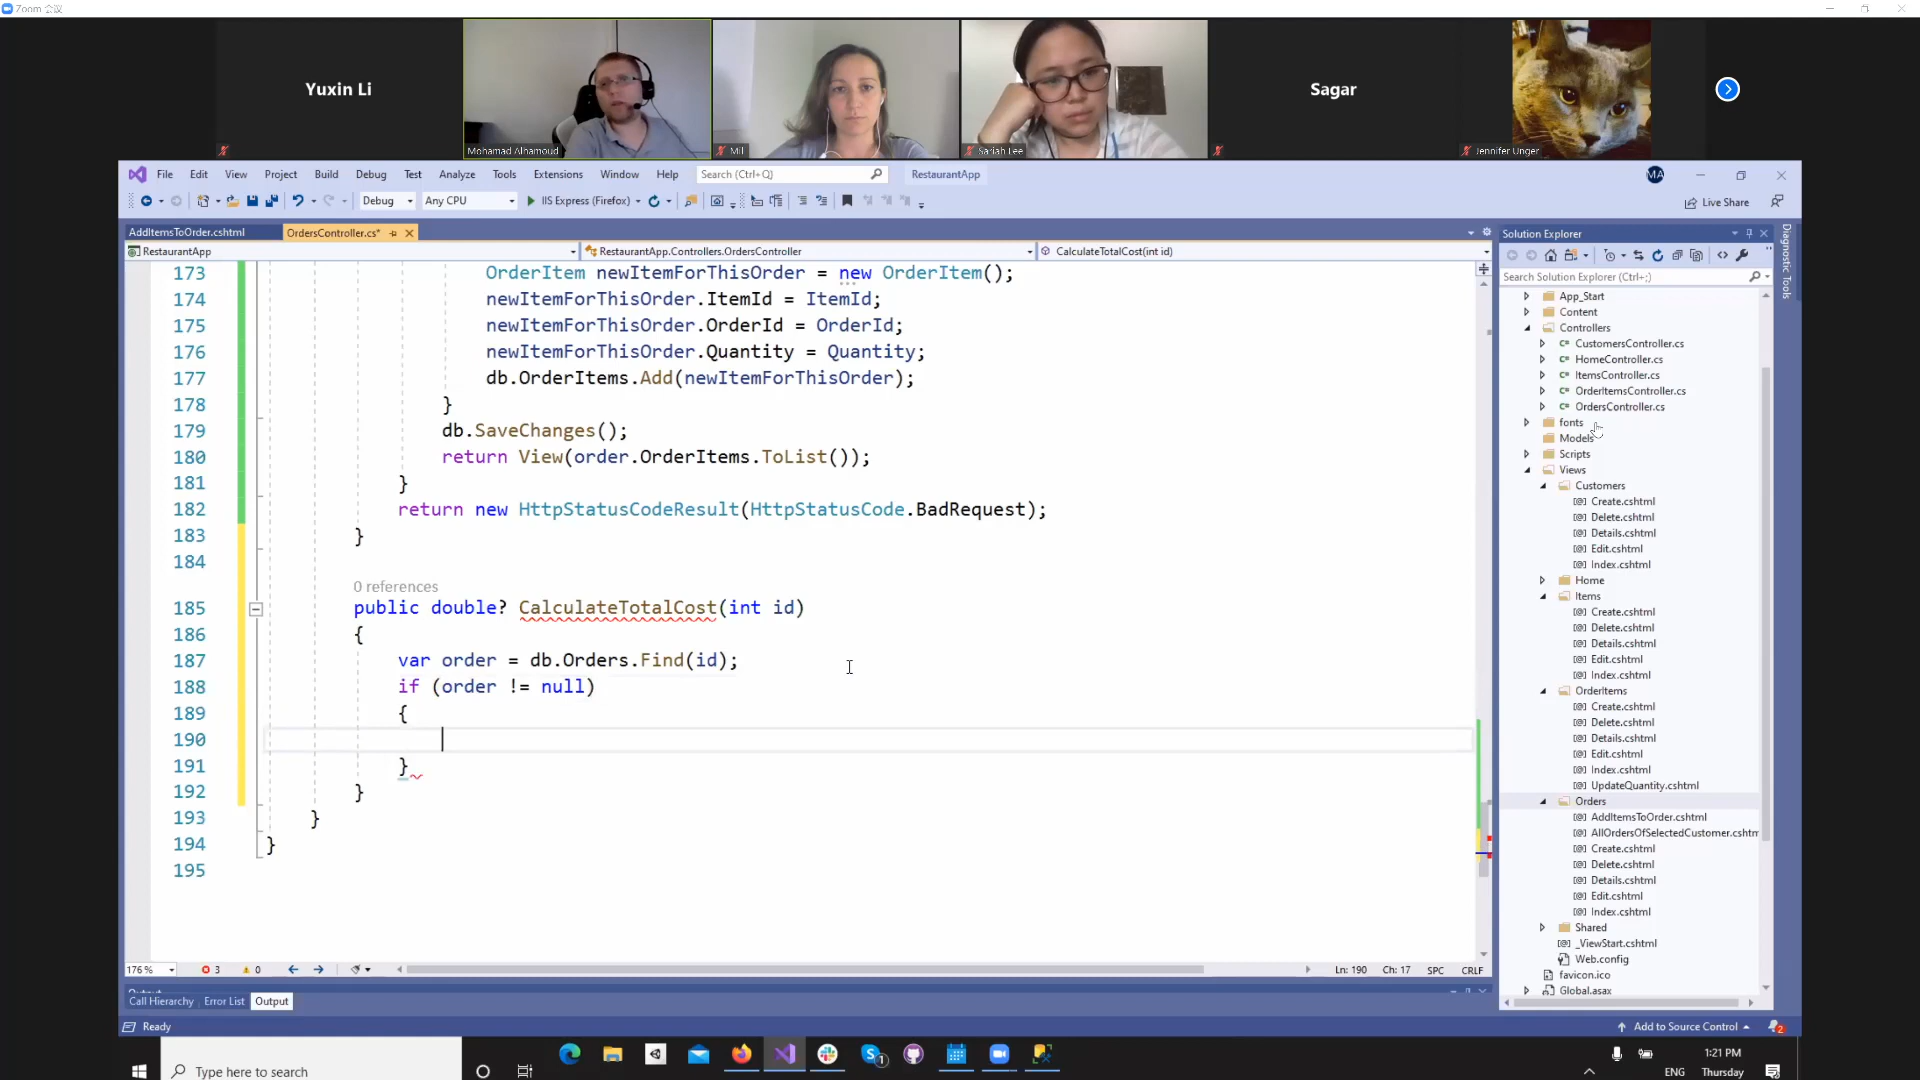 Zoom 会议
Yuxin Li
Mohamad Alhamoud
Mil
Sariah Lee
Sagar
Jennifer Unger
File Edit View Project Build Debug Test Analyze Tools Extensions Window Help Search (Ctrl+Q) RestaurantApp MA
Debug Any CPU IIS Express (Firefox) Live Share
AddItemsToOrder.cshtml OrdersController.cs*
RestaurantApp RestaurantApp.Controllers.OrdersController CalculateTotalCost(int id)
173 OrderItem newItemForThisOrder = new OrderItem();
174 newItemForThisOrder.ItemId = ItemId;
175 newItemForThisOrder.OrderId = OrderId;
176 newItemForThisOrder.Quantity = Quantity;
177 db.OrderItems.Add(newItemForThisOrder);
178 }
179 db.SaveChanges();
180 return View(order.OrderItems.ToList());
181 }
182 return new HttpStatusCodeResult(HttpStatusCode.BadRequest);
183 }
184
0 references
185 public double? CalculateTotalCost(int id)
186 {
187 var order = db.Orders.Find(id);
188 if (order != null)
189 {
190
191 }
192 }
193 }
194 }
195
176 % 3 0 Ln: 190 Ch: 17 SPC CRLF
Output
Call Hierarchy Error List Output
Ready Add to Source Control 2
Solution Explorer
Search Solution Explorer (Ctrl+;)
App_Start
Content
Controllers
C# CustomersController.cs
C# HomeController.cs
C# ItemsController.cs
C# OrderItemsController.cs
C# OrdersController.cs
fonts
Models
Scripts
Views
Customers
Create.cshtml
Delete.cshtml
Details.cshtml
Edit.cshtml
Index.cshtml
Home
Items
Create.cshtml
Delete.cshtml
Details.cshtml
Edit.cshtml
Index.cshtml
OrderItems
Create.cshtml
Delete.cshtml
Details.cshtml
Edit.cshtml
Index.cshtml
UpdateQuantity.cshtml
Orders
AddItemsToOrder.cshtml
AllOrdersOfSelectedCustomer.cshtm
Create.cshtml
Delete.cshtml
Details.cshtml
Edit.cshtml
Index.cshtml
Shared
_ViewStart.cshtml
Web.config
favicon.ico
Global.asax
Diagnostic Tools
Type here to search
1
ENG
1:21 PM
Thursday